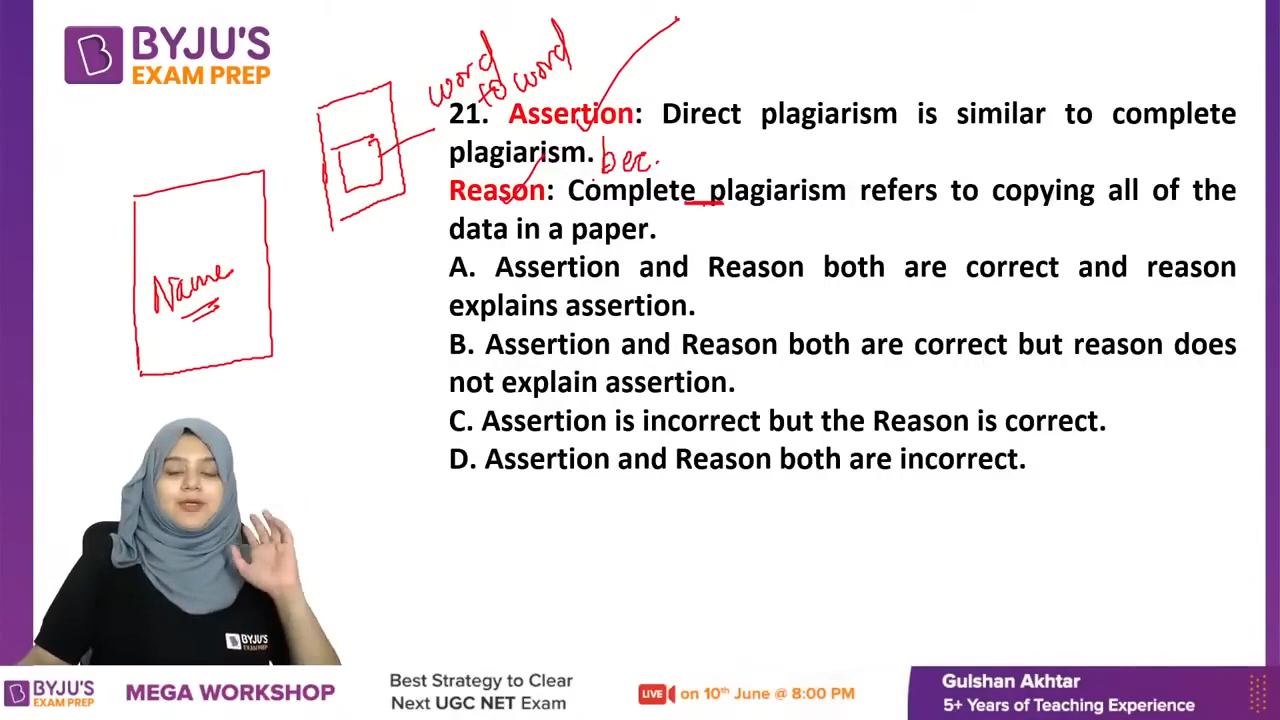 BYJU'S
EXAM PREP
word
to word
21. Assertion: Direct plagiarism is similar to complete
plagiarism. bec.
Reason: Complete plagiarism refers to copying all of the
data in a paper.
A. Assertion and Reason both are correct and reason
explains assertion.
B. Assertion and Reason both are correct but reason does
not explain assertion.
C. Assertion is incorrect but the Reason is correct.
D. Assertion and Reason both are incorrect.
Name
BYJU'S
EXAM PREP
BYJU'S
EXAM PREP
MEGA WORKSHOP
Best Strategy to Clear
Next UGC NET Exam
LIVE on 10th June @ 8:00 PM
Gulshan Akhtar
5+ Years of Teaching Experience